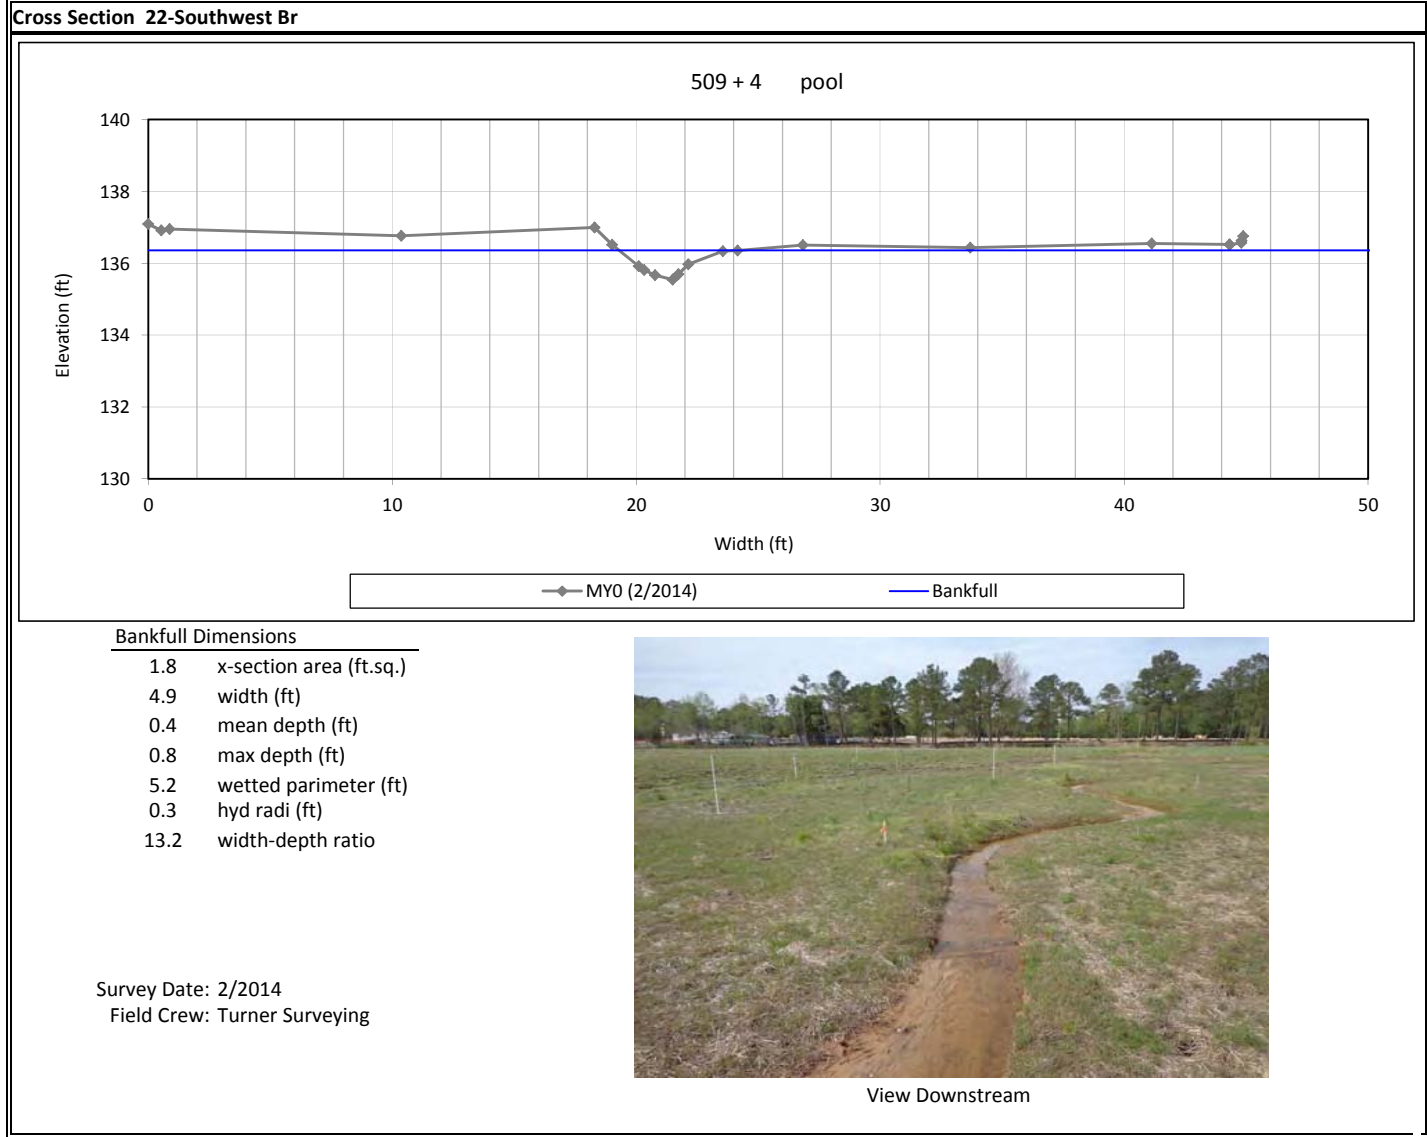 Cross Section 22-Southwest Br
509 + 4 pool
140
138
136
134
132
130
Elevation (ft)
0 10 20 30 40 50
Width (ft)
MY0 (2/2014) Bankfull
Bankfull Dimensions
1.8 x-section area (ft.sq.)
4.9 width (ft)
0.4 mean depth (ft)
0.8 max depth (ft)
5.2 wetted parimeter (ft)
0.3 hyd radi (ft)
13.2 width-depth ratio
Survey Date: 2/2014
Field Crew: Turner Surveying
View Downstream